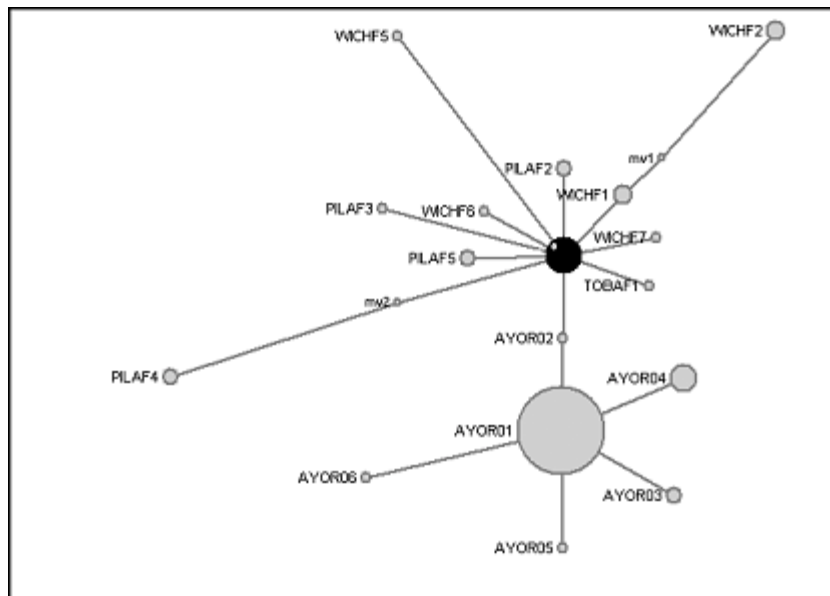 WICHF5
WICHF2
mv1
PILAF2
WICHF1
PILAF3
WICHF6
WICHF7
PILAF5
TOBAF1
mv2
AYOR02
PILAF4
AYOR04
AYOR01
AYOR06
AYOR03
AYOR05